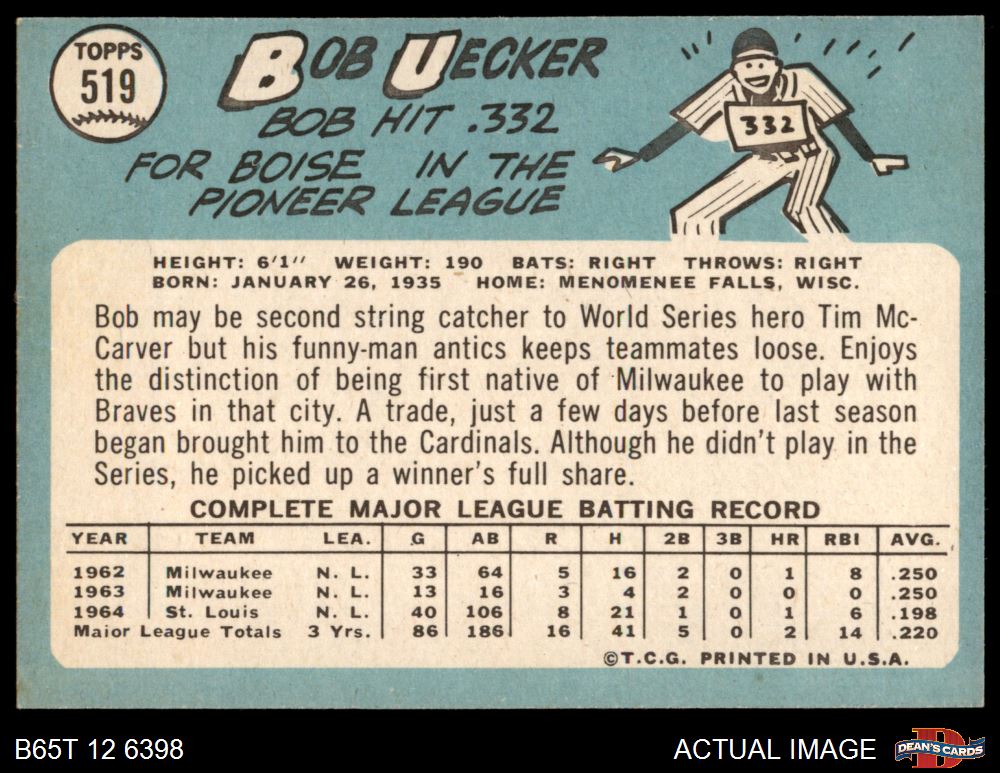 TOPPS
519
BOB UECKER
BOB HIT .332
FOR BOISE IN THE
PIONEER LEAGUE
332
HEIGHT: 6'1" WEIGHT: 190 BATS: RIGHT THROWS: RIGHT
BORN: JANUARY 26, 1935 HOME: MENOMENEE FALLS, WISC.
Bob may be second string catcher to World Series hero Tim Mc-
Carver but his funny-man antics keeps teammates loose. Enjoys
the distinction of being first native of Milwaukee to play with
Braves in that city. A trade, just a few days before last season
began brought him to the Cardinals. Although he didn't play in the
Series, he picked up a winner's full share.
COMPLETE MAJOR LEAGUE BATTING RECORD
YEAR TEAM LEA. G AB R H 2B 3B HR RBI AVG.
1962 Milwaukee N. L. 33 64 5 16 2 0 1 8 .250
1963 Milwaukee N. L. 13 16 3 4 2 0 0 0 .250
1964 St. Louis N. L. 40 106 8 21 1 0 1 6 .198
Major League Totals 3 Yrs. 86 186 16 41 5 0 2 14 .220
©T.C.G. PRINTED IN U.S.A.
B65T 12 6398
ACTUAL IMAGE
D
DEAN'S CARDS